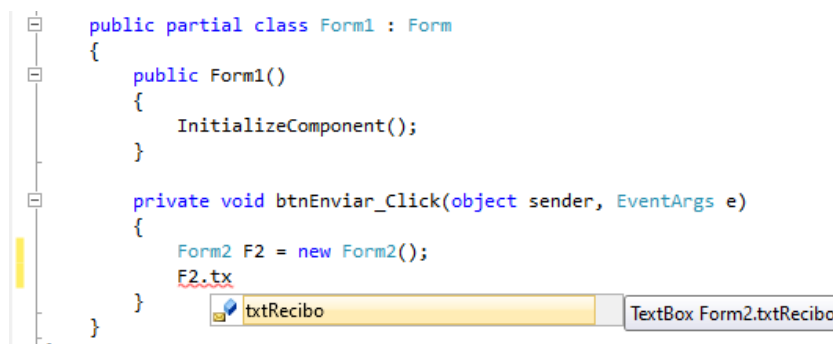 public partial class Form1 : Form
{
public Form1()
{
InitializeComponent();
}
private void btnEnviar_Click(object sender, EventArgs e)
{
Form2 F2 = new Form2();
F2.tx
}
txtRecibo
TextBox Form2.txtRecibo
}